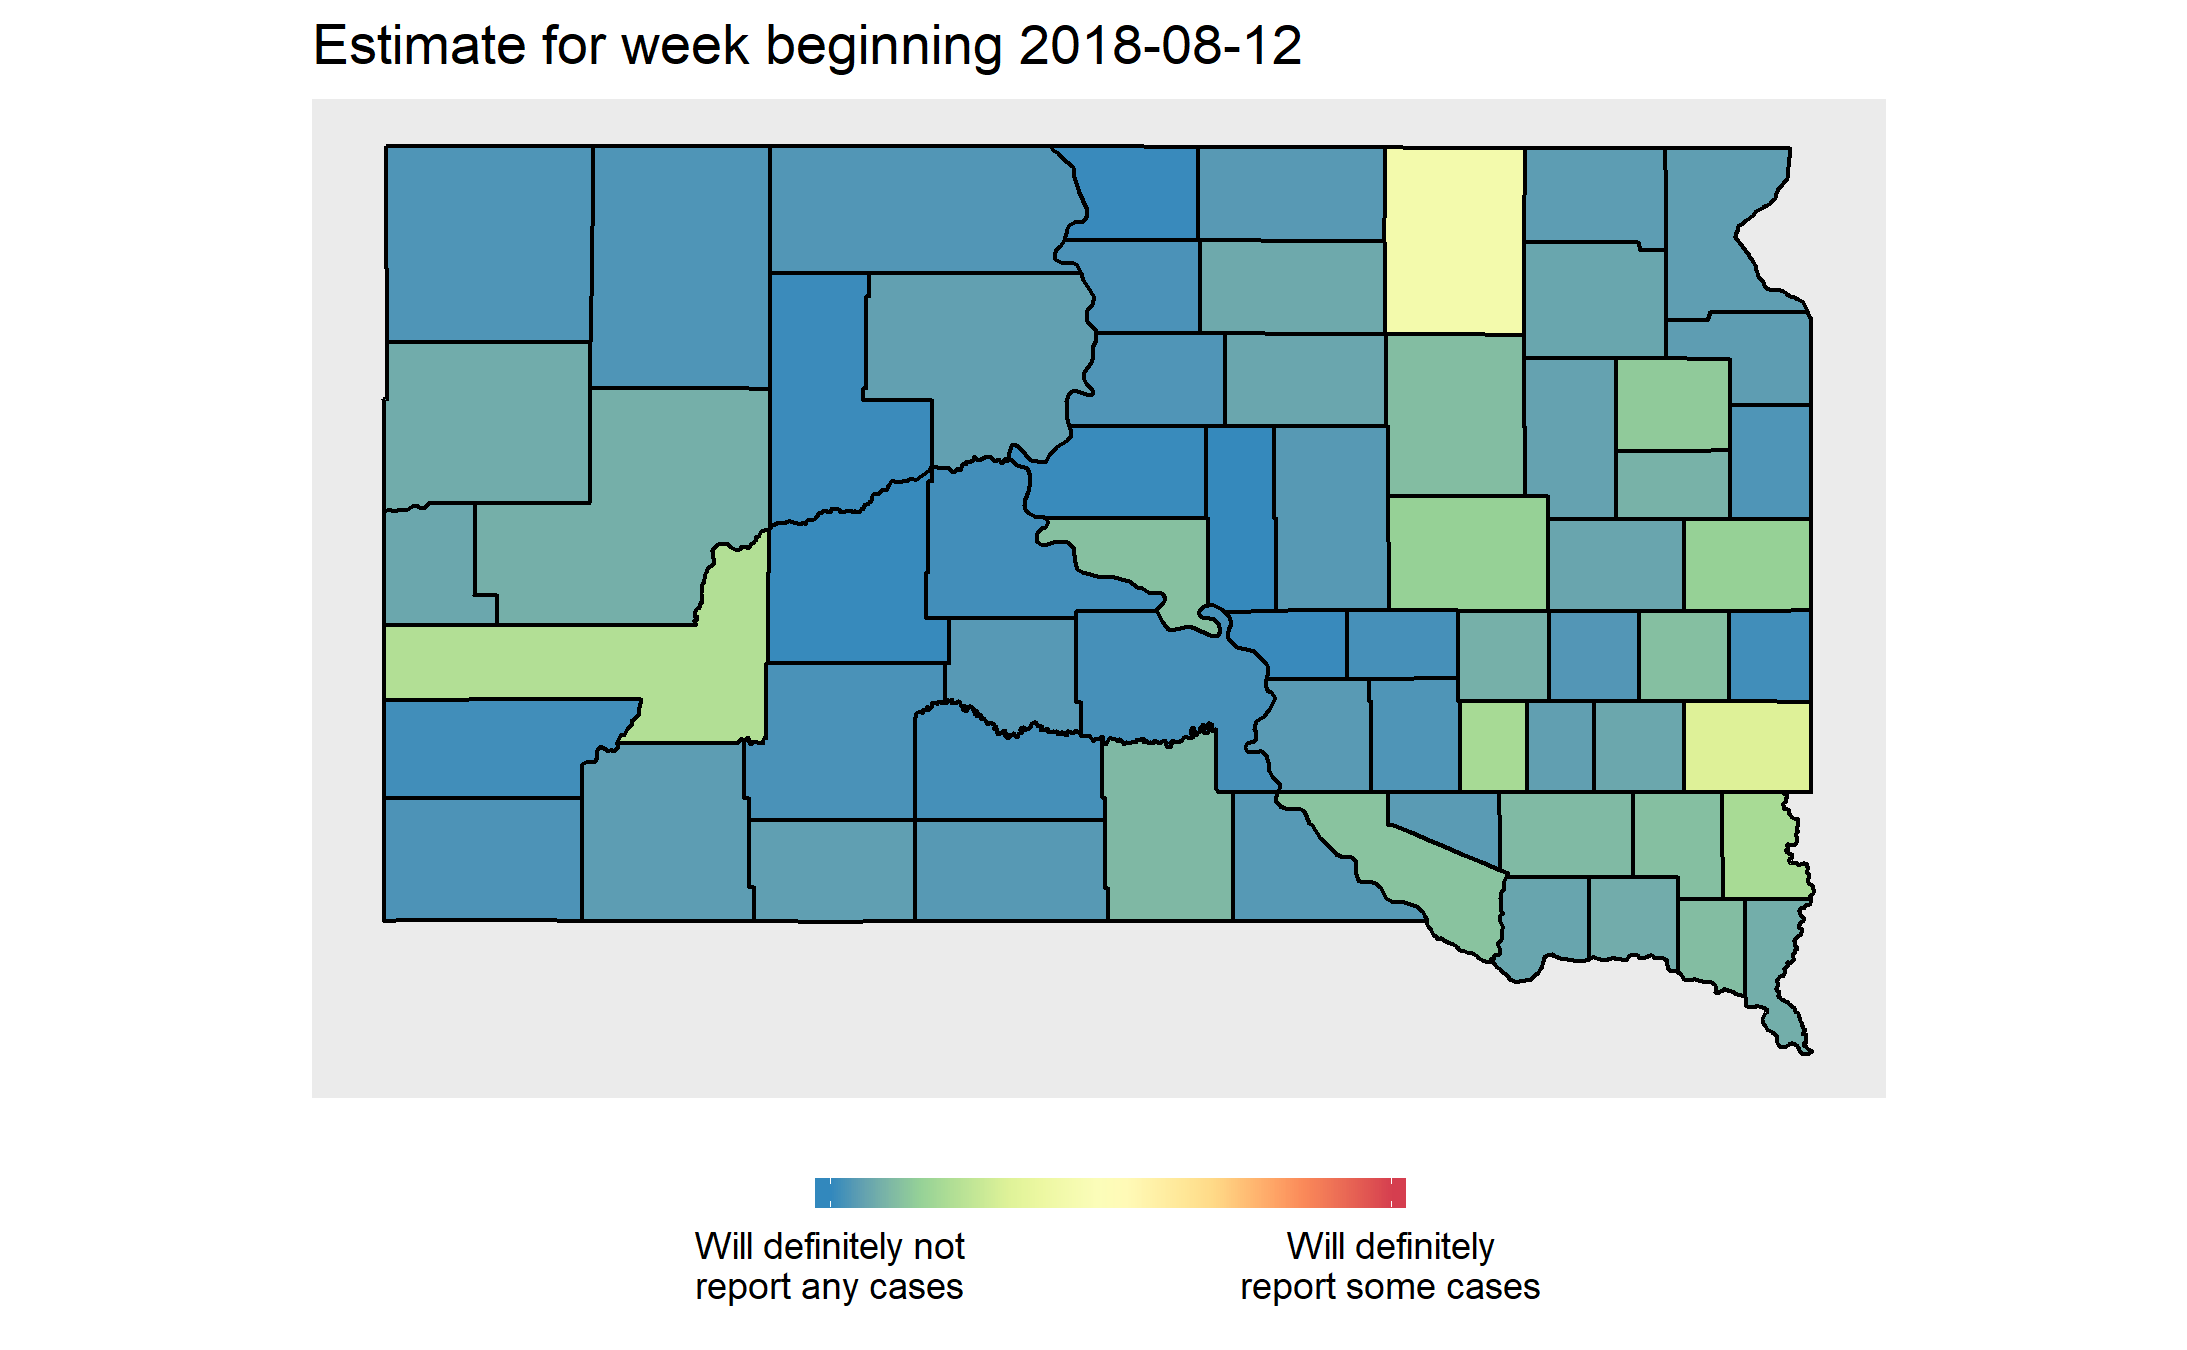 Estimate for week beginning 2018-08-12
Will definitely not
report any cases
Will definitely
report some cases